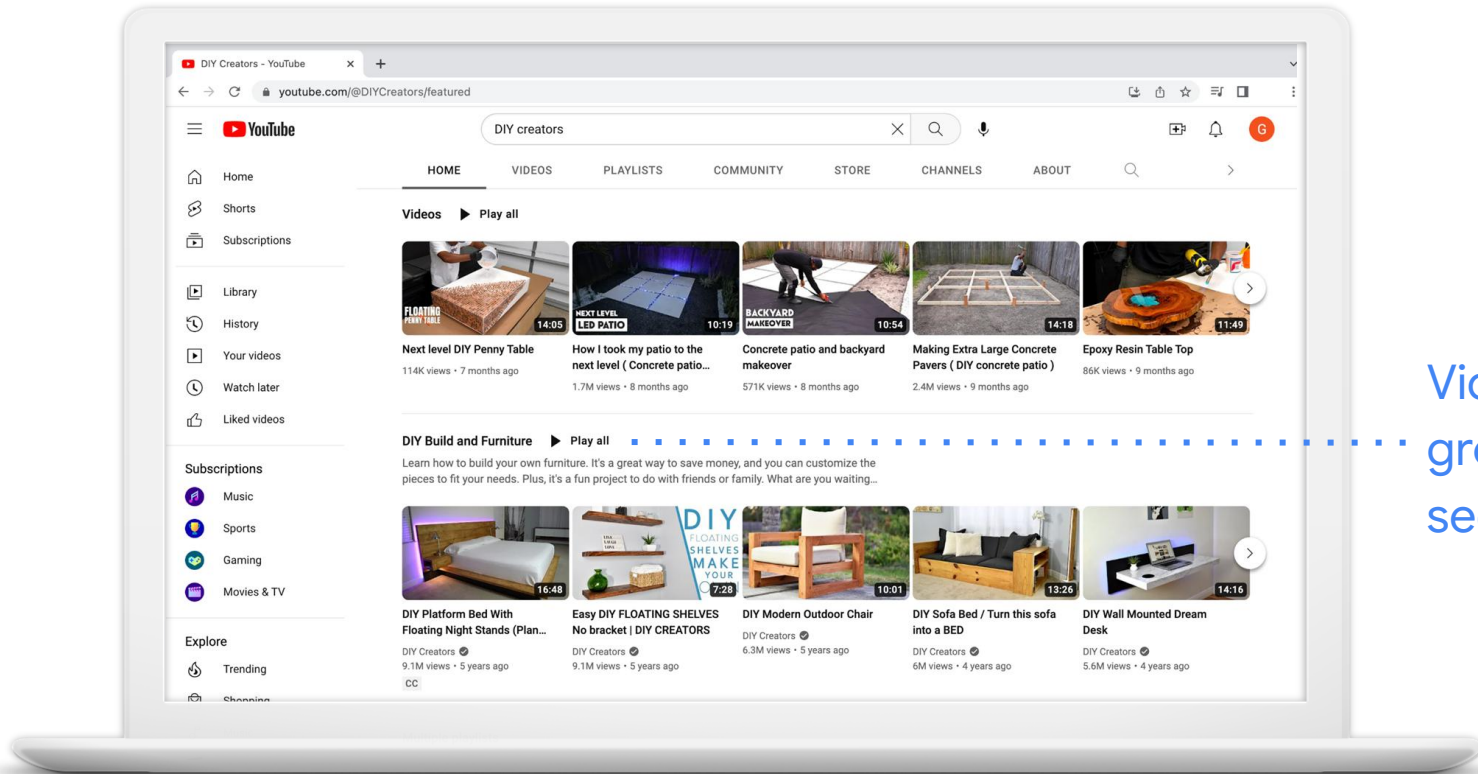 DIY Creators - YouTube
youtube.com/@DIYCreators/featured
YouTube
DIY creators
G
HOME VIDEOS PLAYLISTS COMMUNITY STORE CHANNELS ABOUT
Home
Shorts
Subscriptions
Library
History
Your videos
Watch later
Liked videos
Subscriptions
Music
Sports
Gaming
Movies & TV
Explore
Trending
Videos Play all
FLOATING
PENNY TABLE
14:05
Next level DIY Penny Table
114K views • 7 months ago
NEXT LEVEL
LED PATIO
10:19
How I took my patio to the
next level ( Concrete patio...
1.7M views • 8 months ago
BACKYARD
MAKEOVER
10:54
Concrete patio and backyard
makeover
571K views • 8 months ago
14:18
Making Extra Large Concrete
Pavers ( DIY concrete patio )
2.4M views • 9 months ago
11:49
Epoxy Resin Table Top
86K views • 9 months ago
DIY Build and Furniture Play all
Learn how to build your own furniture. It's a great way to save money, and you can customize the
pieces to fit your needs. Plus, it's a fun project to do with friends or family. What are you waiting...
16:48
DIY Platform Bed With
Floating Night Stands (Plan...
DIY Creators
9.1M views • 5 years ago
CC
DIY
FLOATING
SHELVES
MAKE
YOUR
7:28
Easy DIY FLOATING SHELVES
No bracket | DIY CREATORS
DIY Creators
9.1M views • 5 years ago
10:01
DIY Modern Outdoor Chair
DIY Creators
6.3M views • 5 years ago
13:26
DIY Sofa Bed / Turn this sofa
into a BED
DIY Creators
6M views • 4 years ago
14:16
DIY Wall Mounted Dream
Desk
DIY Creators
5.6M views • 4 years ago